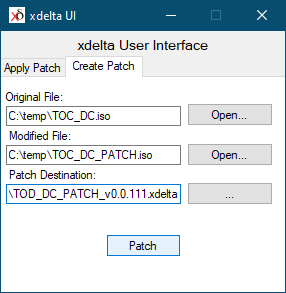 xdelta UI
xdelta User Interface
Apply Patch Create Patch
Original File:
C:\temp\TOC_DC.iso Open...
Modified File:
C:\temp\TOC_DC_PATCH.iso Open...
Patch Destination:
\TOD_DC_PATCH_v0.0.111.xdelta ...
Patch